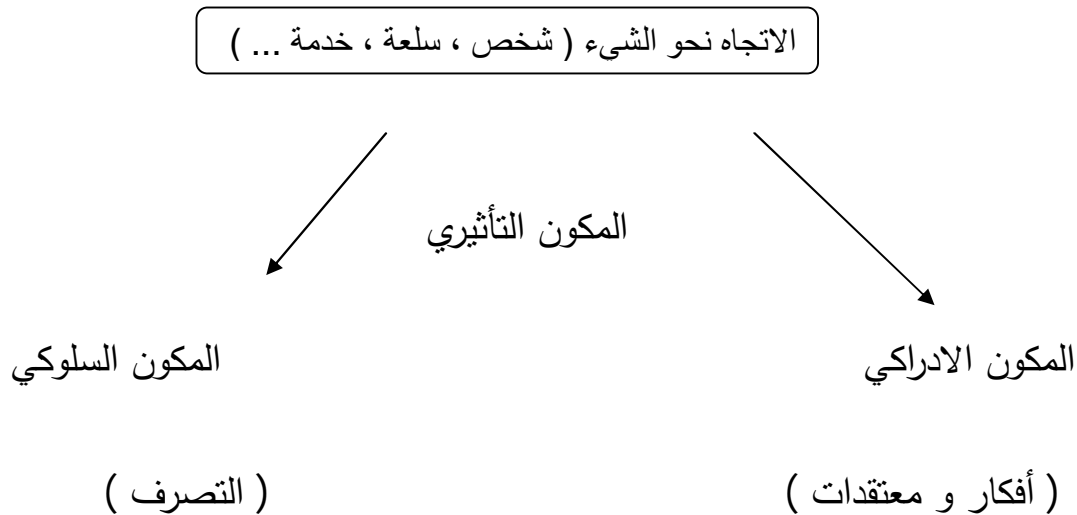 الاتجاه نحو الشيء ( شخص ، سلعة ، خدمة ... )
المكون التأثيري
المكون الادراكي
المكون السلوكي
( أفكار و معتقدات )
( التصرف )